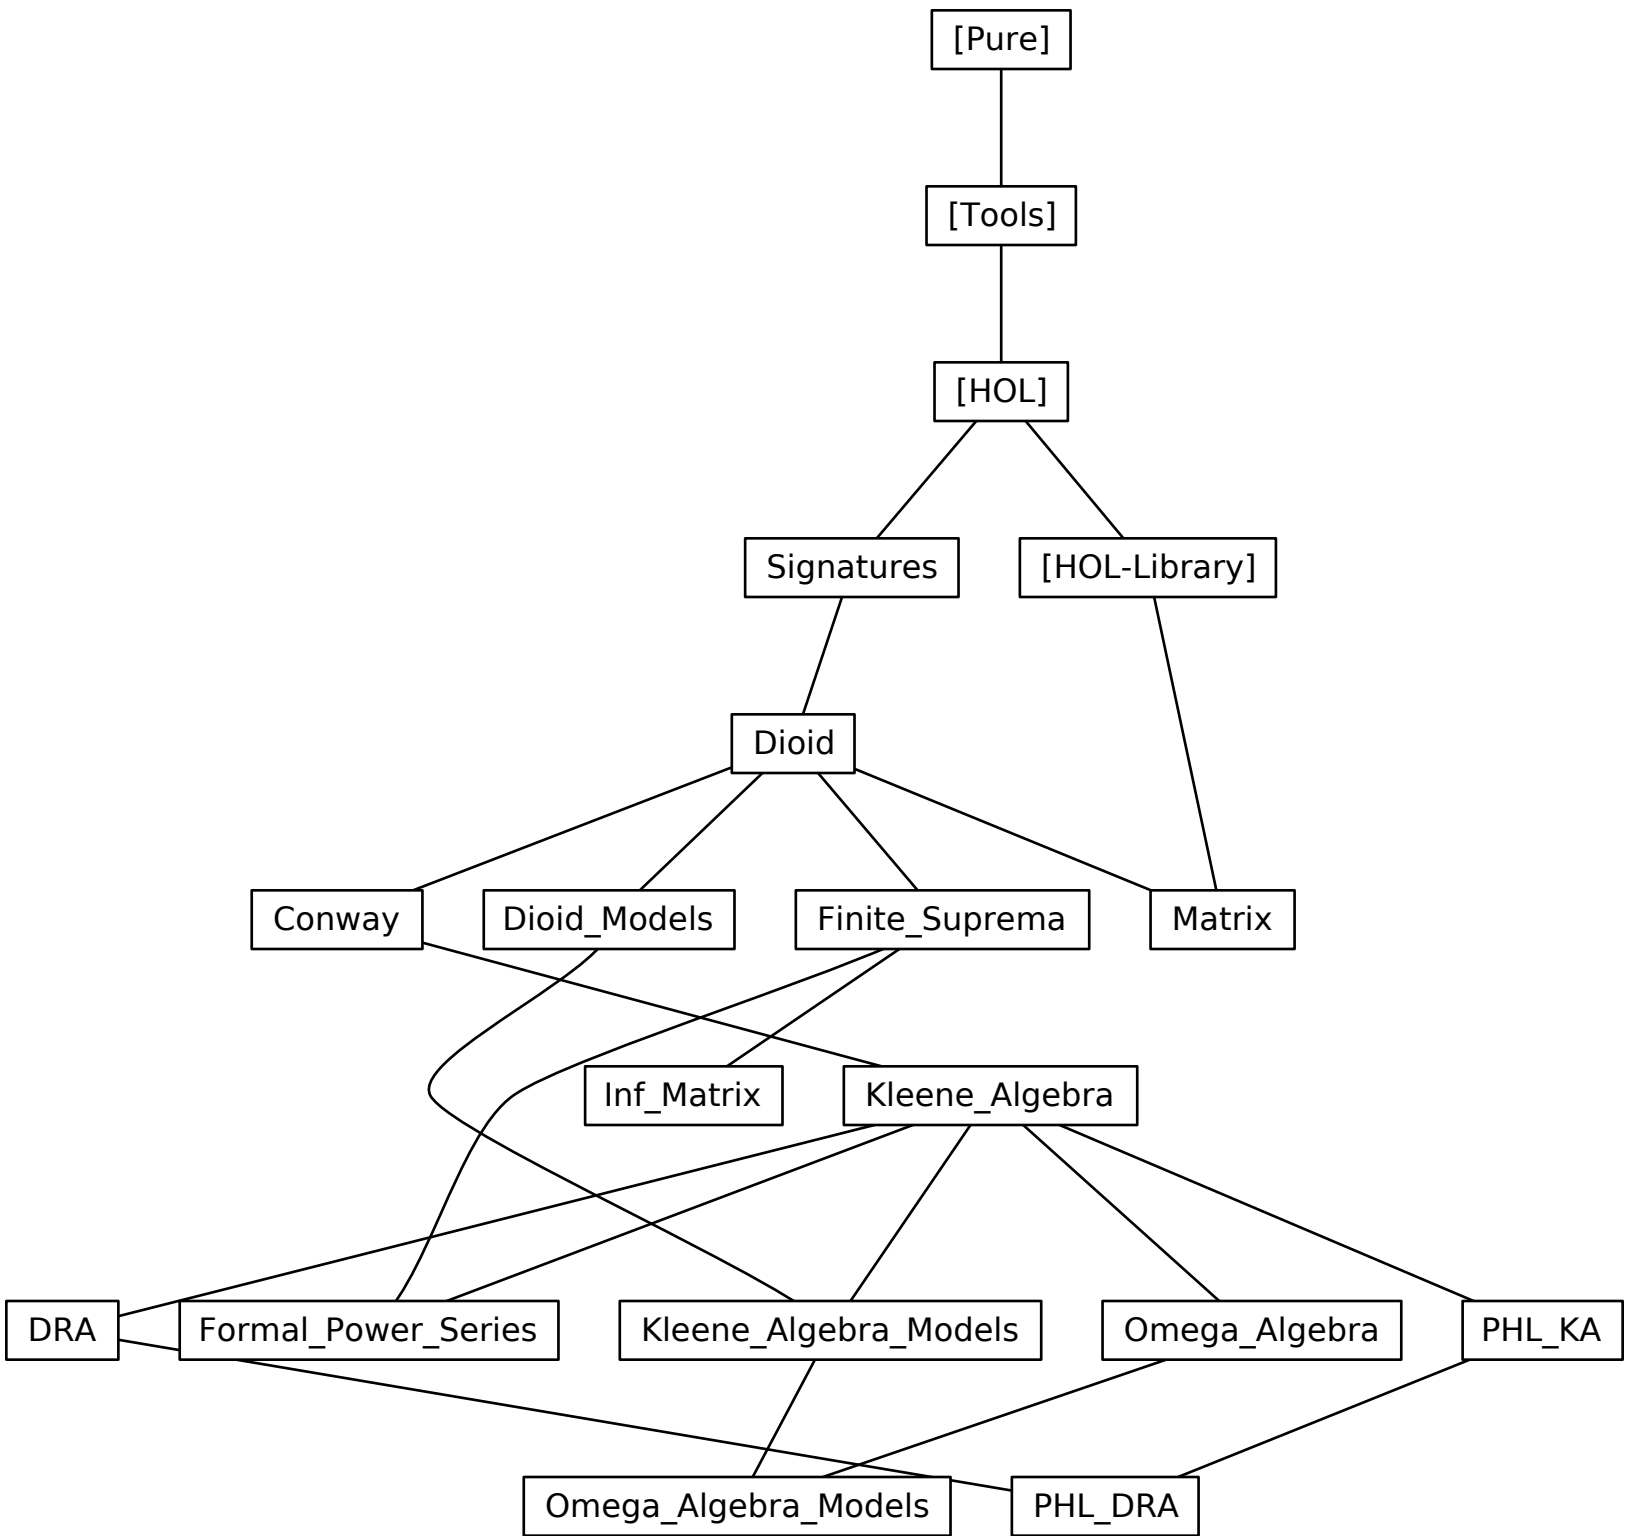 [Pure]
[Tools]
[HOL]
Signatures
[HOL-Library]
Dioid
Conway
Dioid_Models
Finite_Suprema
Matrix
Inf_Matrix
Kleene_Algebra
DRA
Formal_Power_Series
Kleene_Algebra_Models
Omega_Algebra
PHL_KA
Omega_Algebra_Models
PHL_DRA